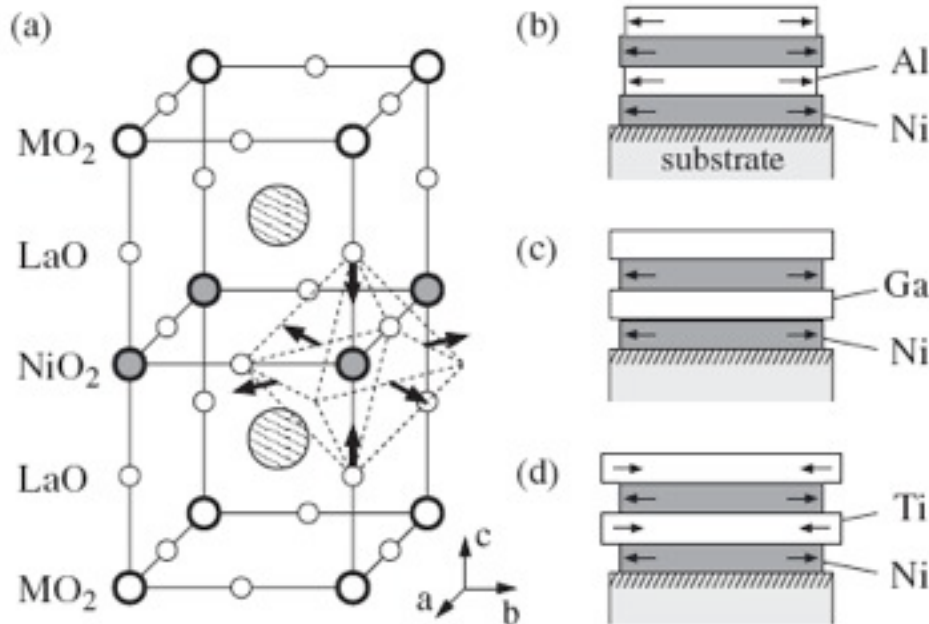 (a)
MO₂
LaO
NiO₂
LaO
MO₂
c
a
b
(b)
Al
Ni
substrate
(c)
Ga
Ni
(d)
Ti
Ni